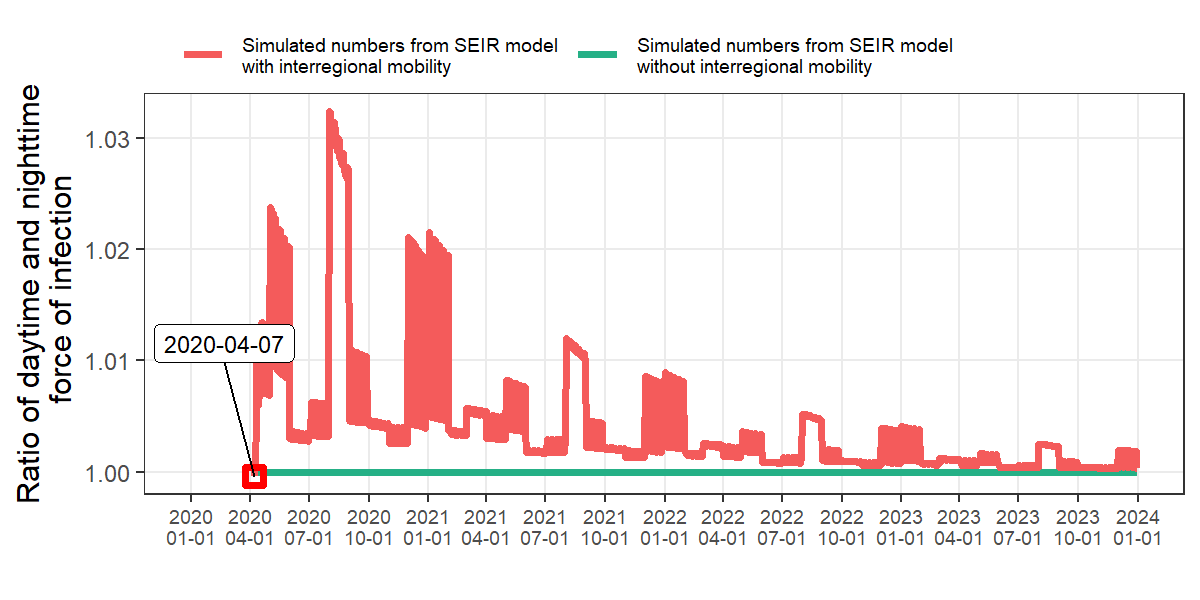 Simulated numbers from SEIR model
with interregional mobility
Simulated numbers from SEIR model
without interregional mobility
Ratio of daytime and nighttime
force of infection
1.03
1.02
1.01
1.00
2020-04-07
2020 2020 2020 2020 2021 2021 2021 2021 2022 2022 2022 2022 2023 2023 2023 2023 2024
01-01 04-01 07-01 10-01 01-01 04-01 07-01 10-01 01-01 04-01 07-01 10-01 01-01 04-01 07-01 10-01 01-01